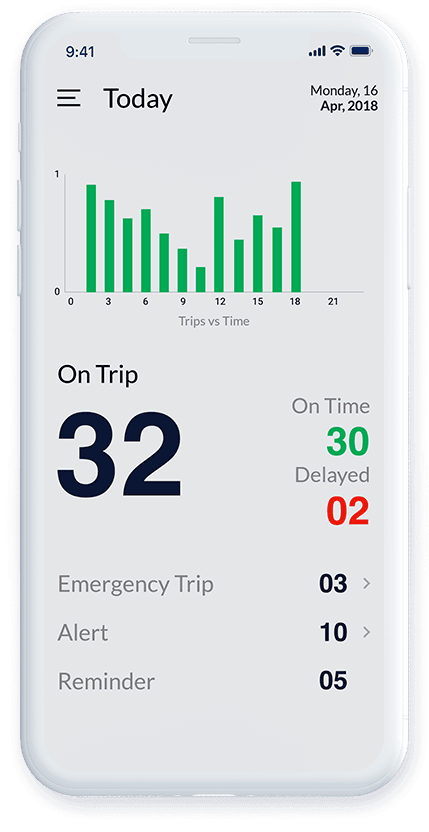 9:41
Today
Monday, 16
Apr, 2018
1
0
0 3 6 9 12 15 18 21
Trips vs Time
On Trip
32
On Time
30
Delayed
02
Emergency Trip 03
Alert 10
Reminder 05